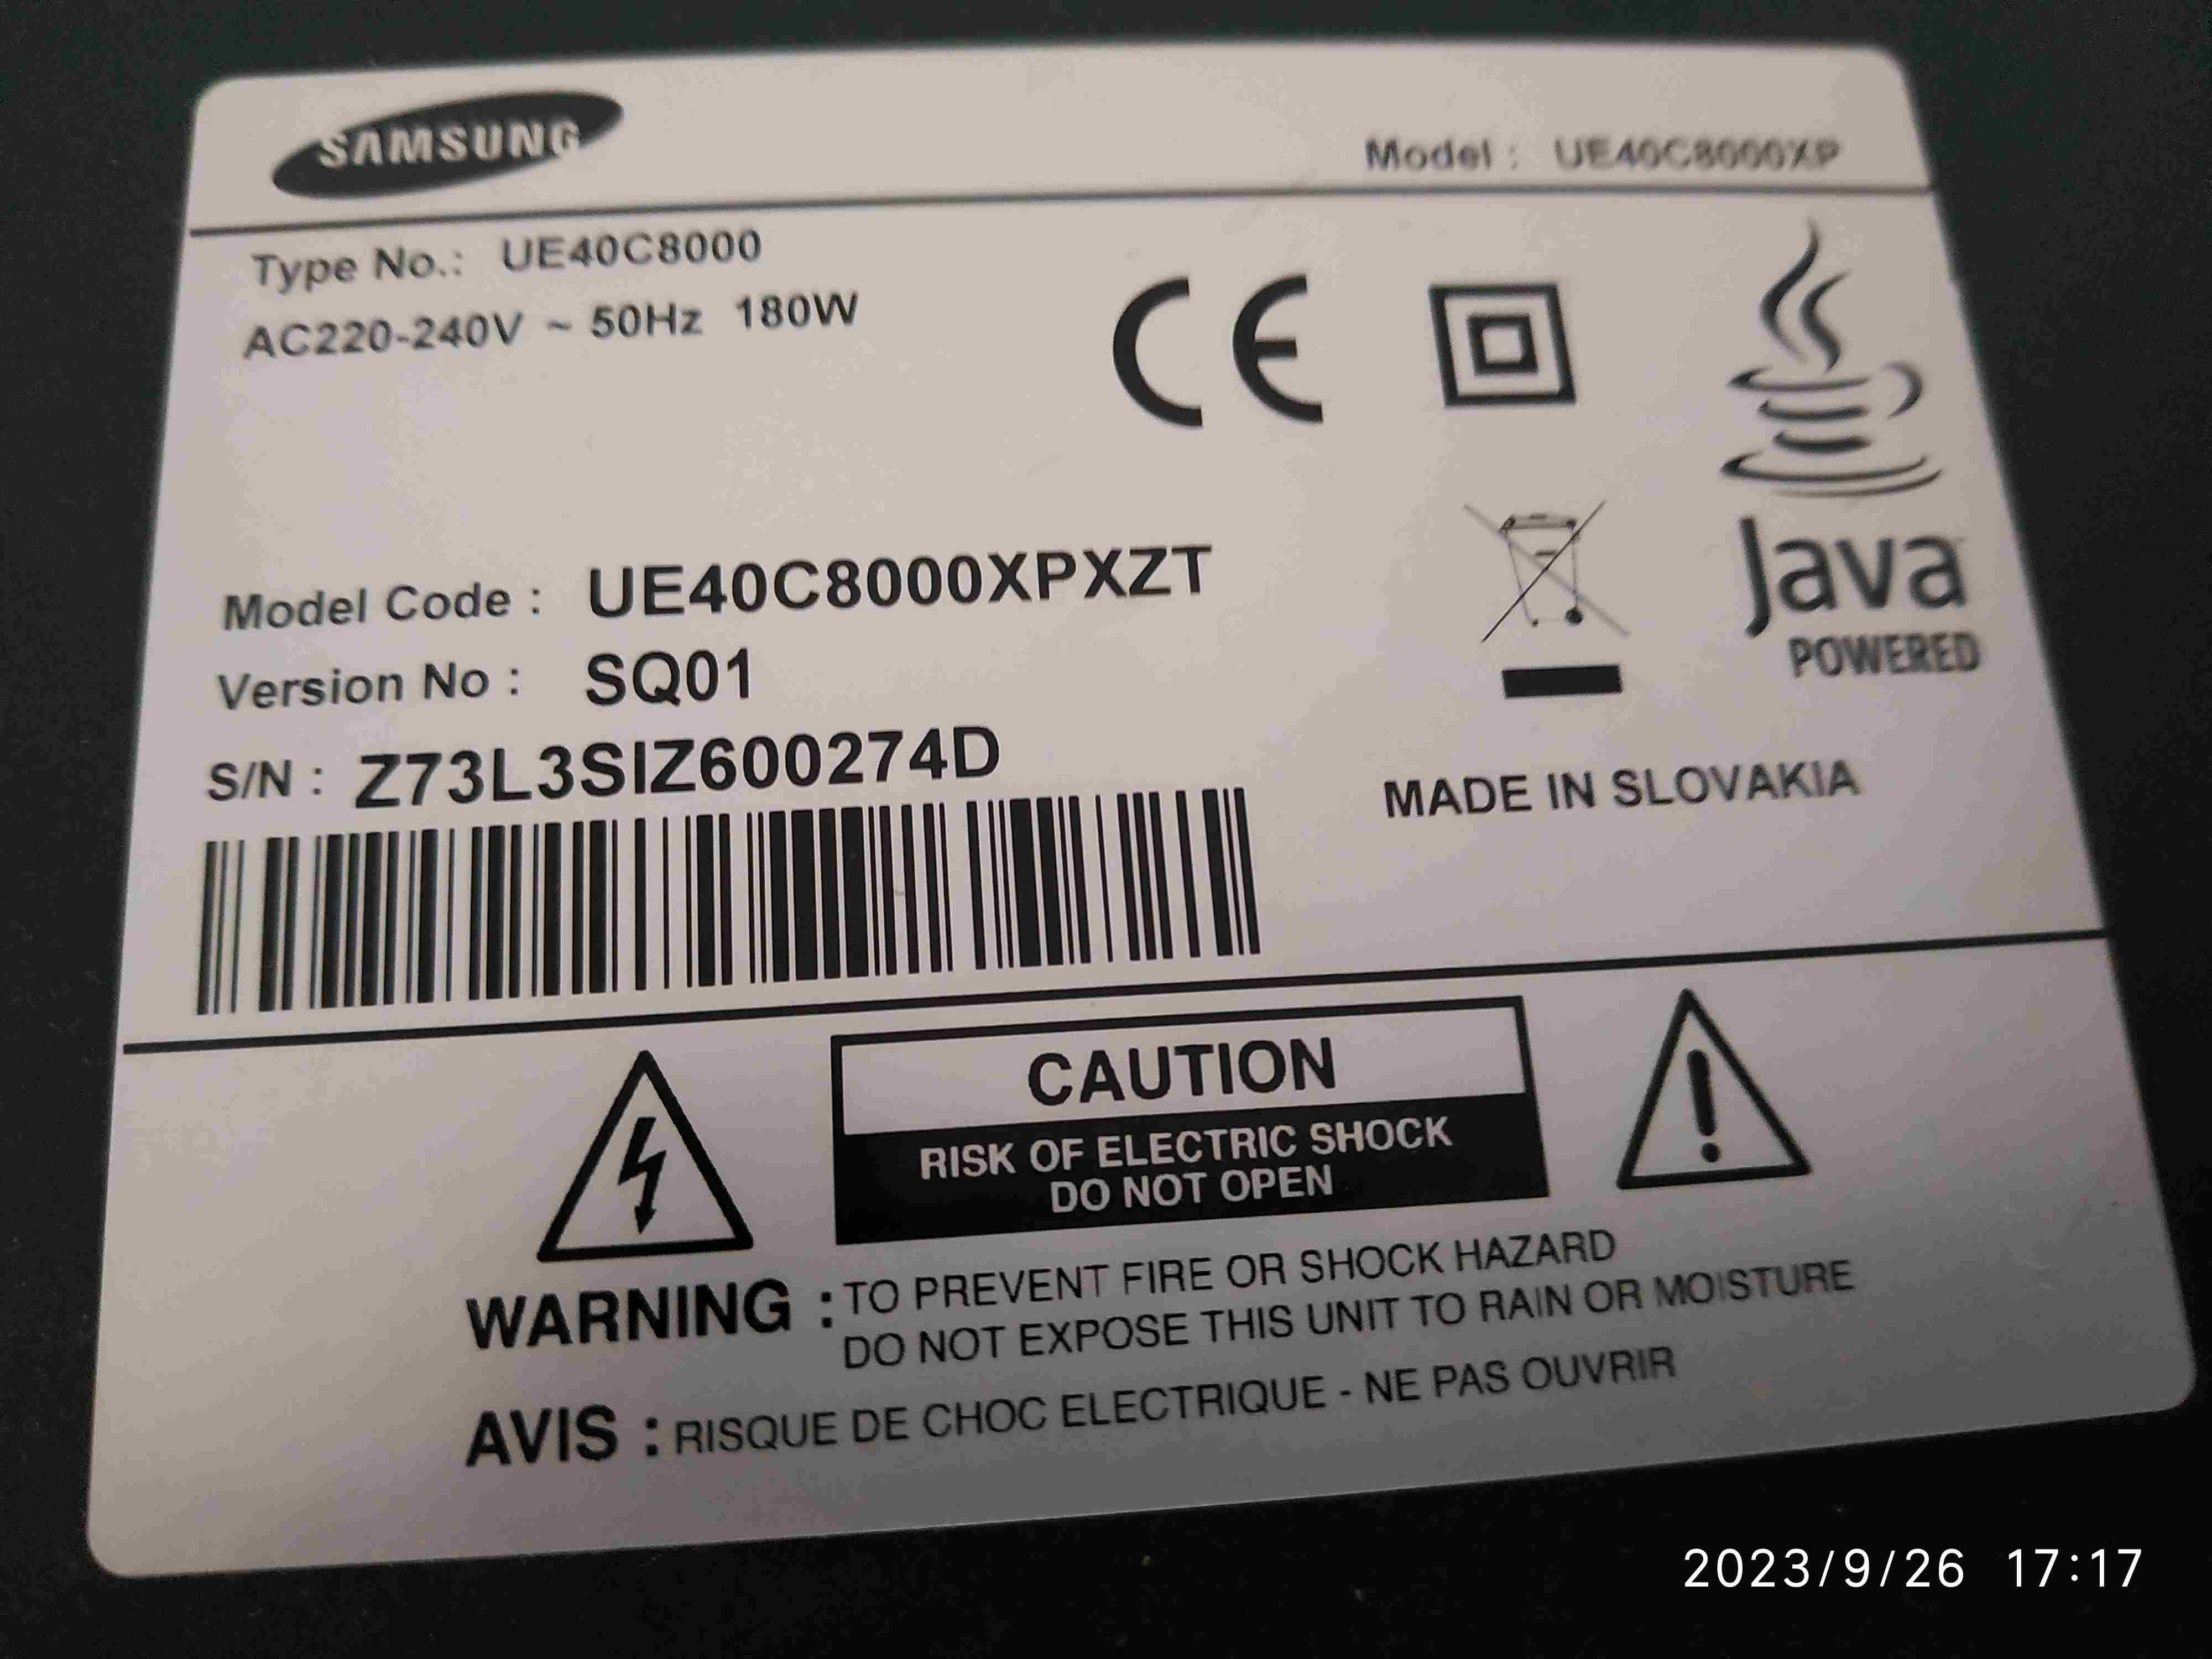 SAMSUNG
Model : UE40C8000XP
Type No.: UE40C8000
AC220-240V ~ 50Hz 180W
CE
Model Code : UE40C8000XPXZT
Version No : SQ01
S/N : Z73L3SIZ600274D
Java
POWERED
MADE IN SLOVAKIA
CAUTION
RISK OF ELECTRIC SHOCK
DO NOT OPEN
WARNING : TO PREVENT FIRE OR SHOCK HAZARD
DO NOT EXPOSE THIS UNIT TO RAIN OR MOISTURE
AVIS : RISQUE DE CHOC ELECTRIQUE - NE PAS OUVRIR
2023/9/26 17:17